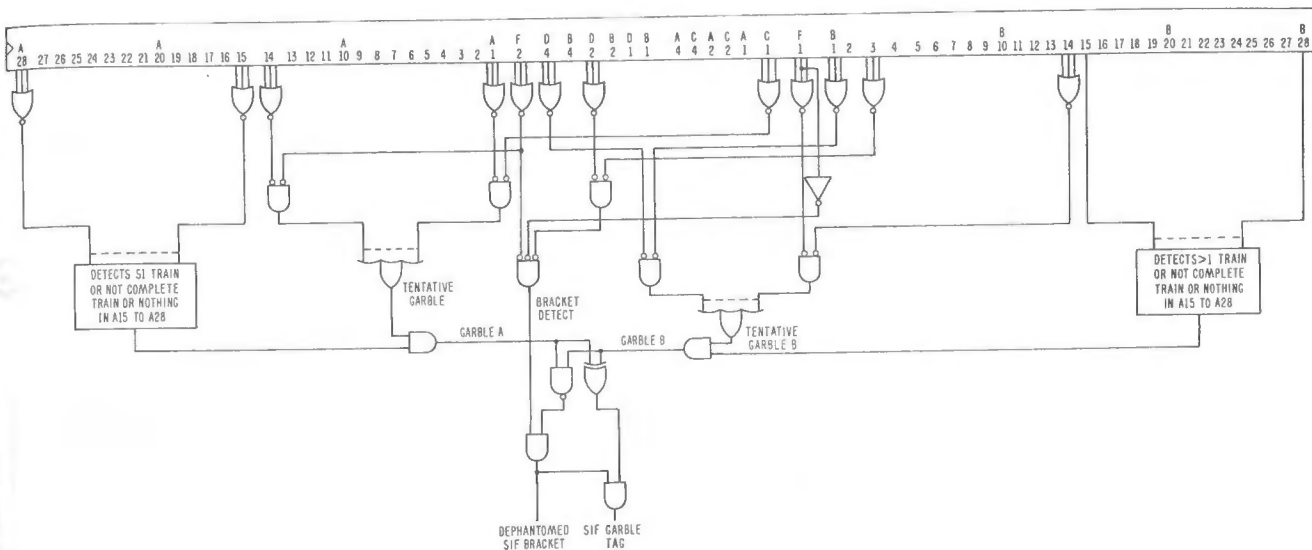 A A A A F D B D B D B A C A C A C F B B B B
28 27 26 25 24 23 22 21 20 19 18 17 16 15 14 13 12 11 10 9 8 7 6 5 4 3 2 1 2 4 4 2 2 1 1 4 4 2 2 1 1 1 1 2 3 4 5 6 7 8 9 10 11 12 13 14 15 16 17 18 19 20 21 22 23 24 25 26 27 28
DETECTS S1 TRAIN
OR NOT COMPLETE
TRAIN OR NOTHING
IN A15 TO A28
TENTATIVE
GARBLE
BRACKET
DETECT
DETECTS>1 TRAIN
OR NOT COMPLETE
TRAIN OR NOTHING
IN A15 TO A28
GARBLE A
GARBLE B
TENTATIVE
GARBLE B
DEPHANTOMED
SIF BRACKET
SIF GARBLE
TAG